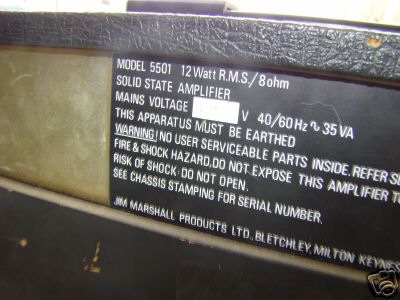 MODEL 5501 12Watt R.M.S./8ohm
SOLID STATE AMPLIFIER
MAINS VOLTAGE V 40/60Hz ∿ 35VA
THIS APPARATUS MUST BE EARTHED
WARNING! NO USER SERVICEABLE PARTS INSIDE. REFER
FIRE & SHOCK HAZARD. DO NOT EXPOSE THIS AMPLIFIER TO
RISK OF SHOCK: DO NOT OPEN.
SEE CHASSIS STAMPING FOR SERIAL NUMBER.
JIM MARSHALL PRODUCTS LTD., BLETCHLEY, MILTON KEYNES